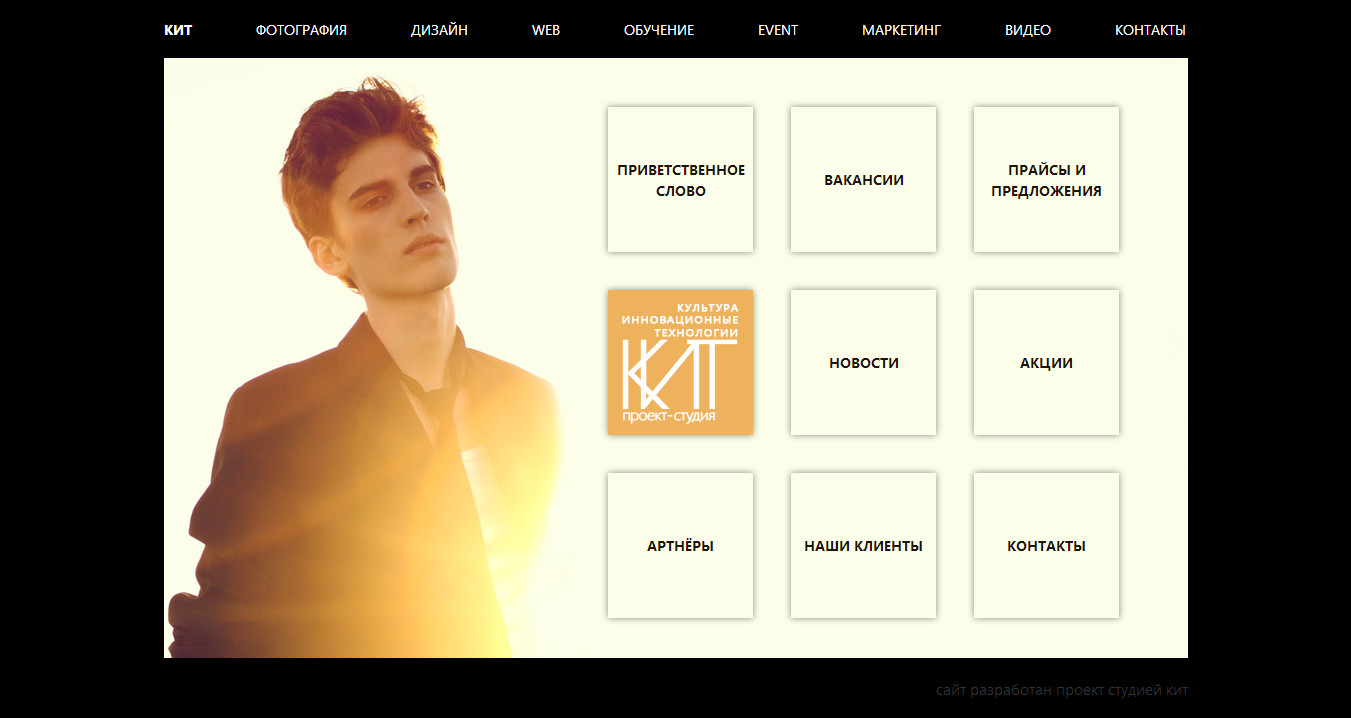 КИТ
ФОТОГРАФИЯ
ДИЗАЙН
WEB
ОБУЧЕНИЕ
EVENT
МАРКЕТИНГ
ВИДЕО
КОНТАКТЫ
ПРИВЕТСТВЕННОЕ
СЛОВО
ВАКАНСИИ
ПРАЙСЫ И
ПРЕДЛОЖЕНИЯ
КУЛЬТУРА
ИННОВАЦИОННЫЕ
ТЕХНОЛОГИИ
КИТ
проект-студия
НОВОСТИ
АКЦИИ
АРТНЁРЫ
НАШИ КЛИЕНТЫ
КОНТАКТЫ
сайт разработан проект студией кит